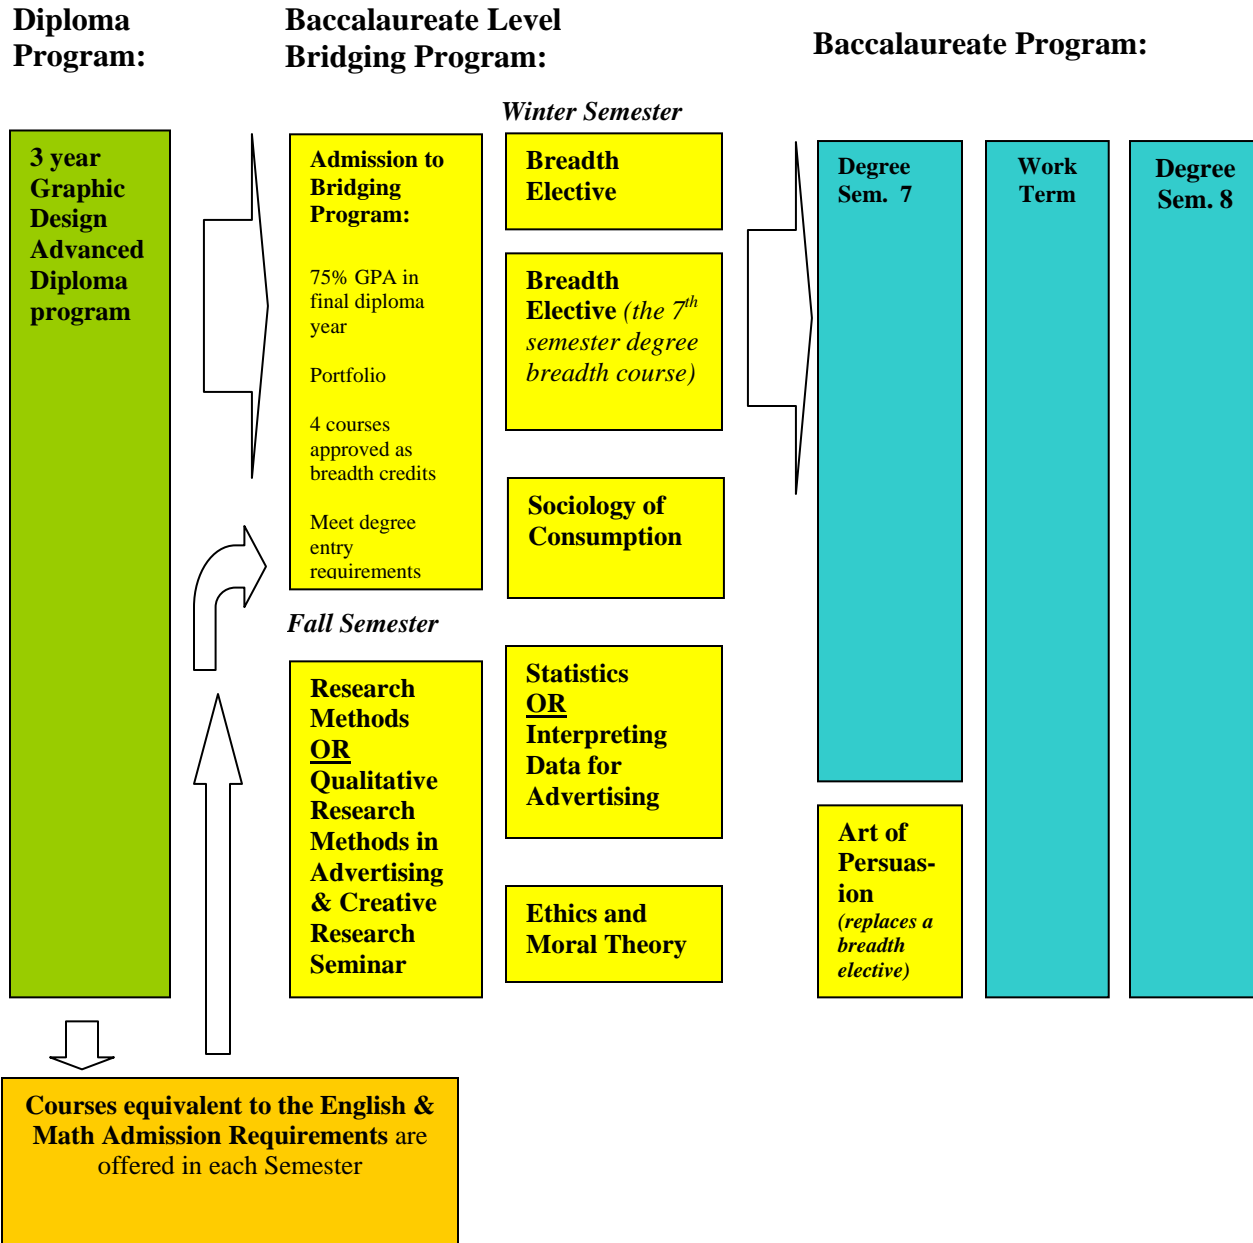 Diploma
Program:
Baccalaureate Level
Bridging Program:
Baccalaureate Program:
3 year
Graphic
Design
Advanced
Diploma
program
Admission to
Bridging
Program:
75% GPA in
final diploma
year
Portfolio
4 courses
approved as
breadth credits
Meet degree
entry
requirements
Fall Semester
Research
Methods
OR
Qualitative
Research
Methods in
Advertising
& Creative
Research
Seminar
Winter Semester
Breadth
Elective
Breadth
Elective (the 7th
semester degree
breadth course)
Sociology of
Consumption
Statistics
OR
Interpreting
Data for
Advertising
Ethics and
Moral Theory
Degree
Sem. 7
Art of
Persuas-
ion
(replaces a
breadth
elective)
Work
Term
Degree
Sem. 8
Courses equivalent to the English &
Math Admission Requirements are
offered in each Semester